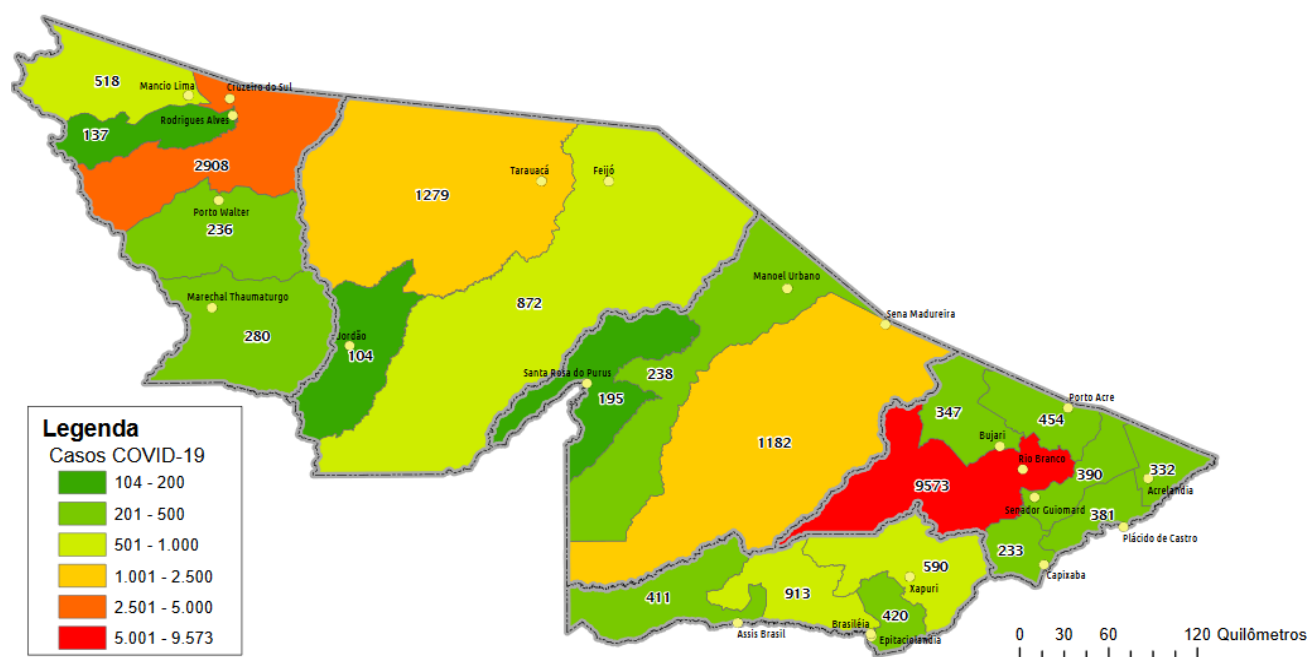 518
Mancio Lima
Cruzeiro do Sul
137
Rodrigues Alves
2908
Porto Walter
236
Marechal Thaumaturgo
280
1279
Tarauacá
Feijó
872
Jordão
104
Manoel Urbano
Sena Madureira
Santa Rosa do Purus
238
195
1182
347
454
Porto Acre
Bujari
Rio Branco
390
332
Acrelandia
9573
Senador Guiomard
381
Plácido de Castro
233
Capixaba
590
Xapuri
411
913
420
Assis Brasil
Brasiléia
Epitaciolandia
Legenda
Casos COVID-19
104 - 200
201 - 500
501 - 1.000
1.001 - 2.500
2.501 - 5.000
5.001 - 9.573
0 30 60 120 Quilômetros